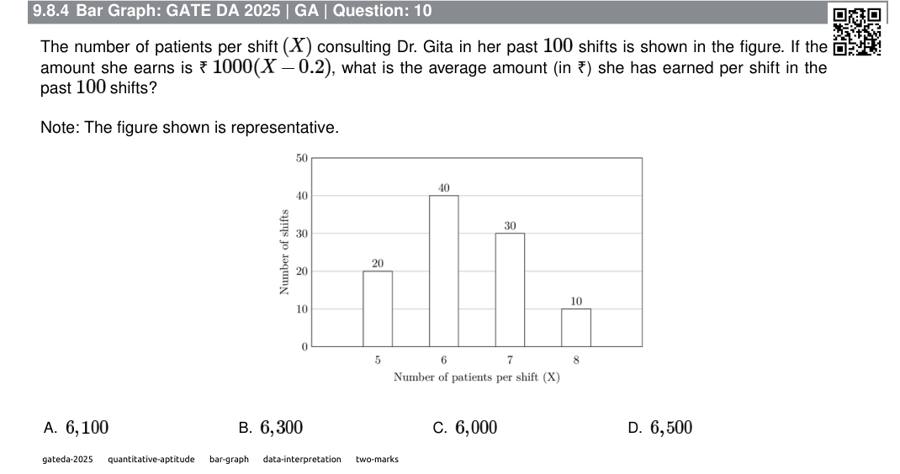 9.8.4 Bar Graph: GATE DA 2025 | GA | Question: 10
The number of patients per shift (X) consulting Dr. Gita in her past 100 shifts is shown in the figure. If the
amount she earns is ₹ 1000(X − 0.2), what is the average amount (in ₹) she has earned per shift in the
past 100 shifts?
Note: The figure shown is representative.
50
40
30
20
10
0
Number of shifts
20
40
30
10
5 6 7 8
Number of patients per shift (X)
A. 6,100 B. 6,300 C. 6,000 D. 6,500
gateda-2025 quantitative-aptitude bar-graph data-interpretation two-marks